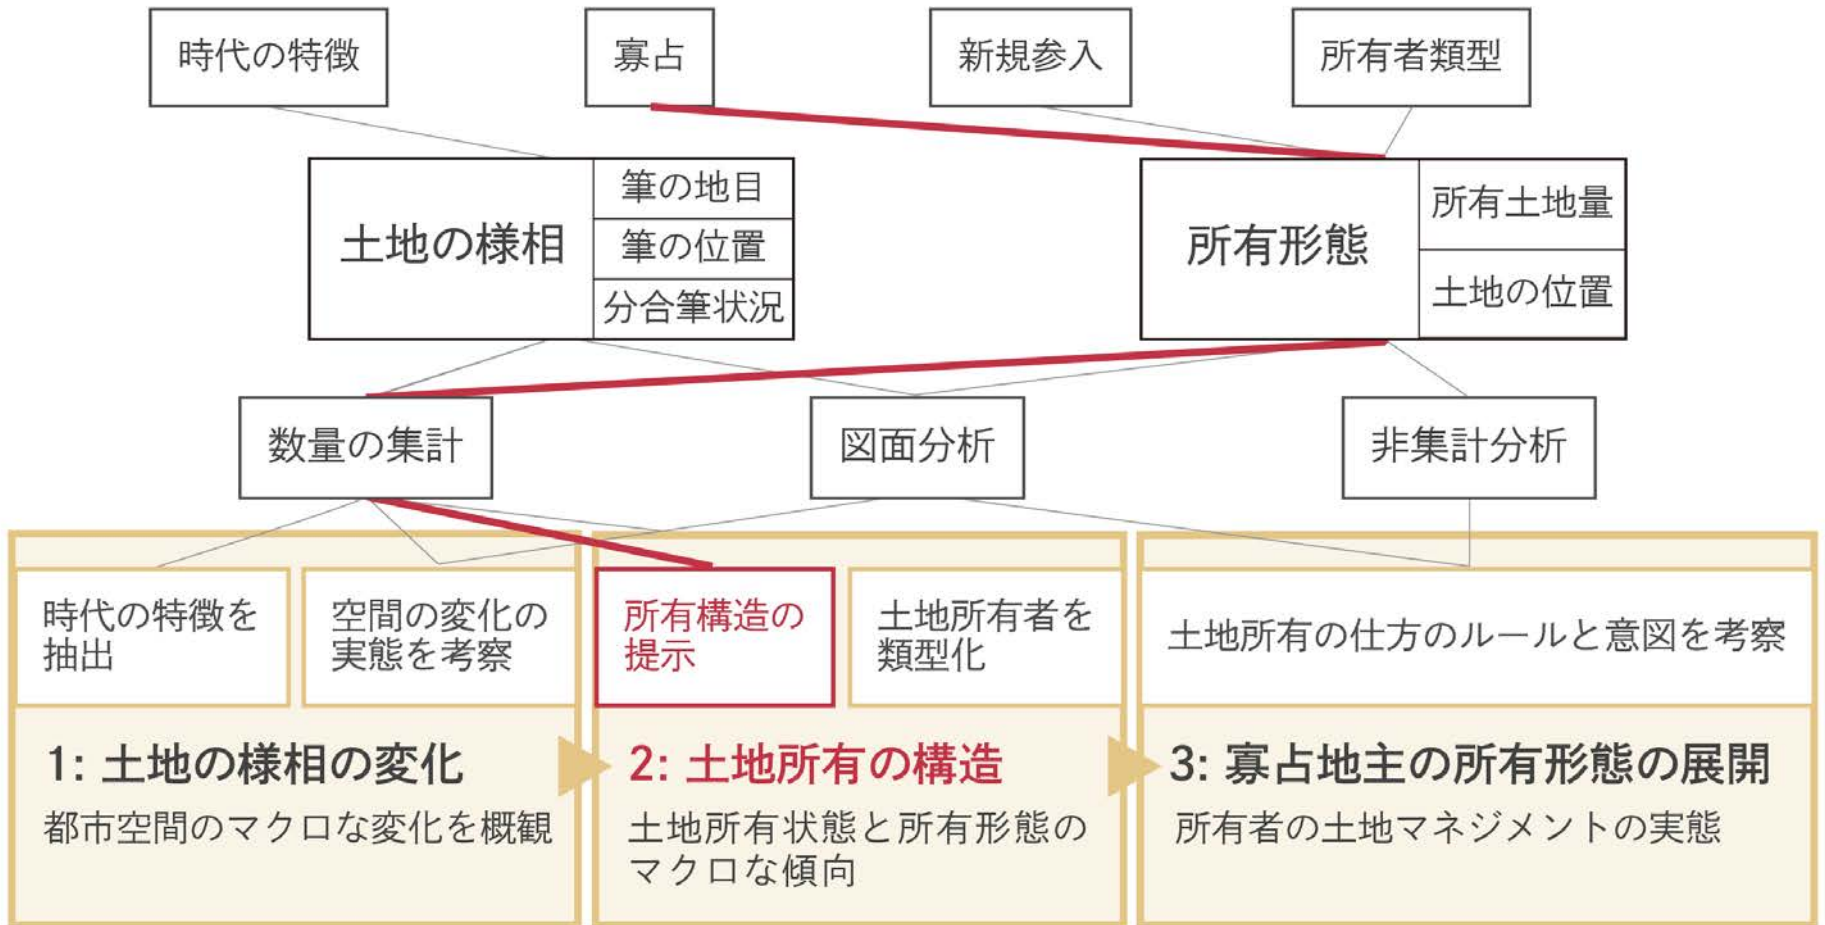 時代の特徴
寡占
新規参入
所有者類型
土地の様相
筆の地目
筆の位置
分合筆状況
所有形態
所有土地量
土地の位置
数量の集計
図面分析
非集計分析
時代の特徴を
抽出
空間の変化の
実態を考察
所有構造の
提示
土地所有者を
類型化
土地所有の仕方のルールと意図を考察
1: 土地の様相の変化
都市空間のマクロな変化を概観
2: 土地所有の構造
土地所有状態と所有形態の
マクロな傾向
3: 寡占地主の所有形態の展開
所有者の土地マネジメントの実態